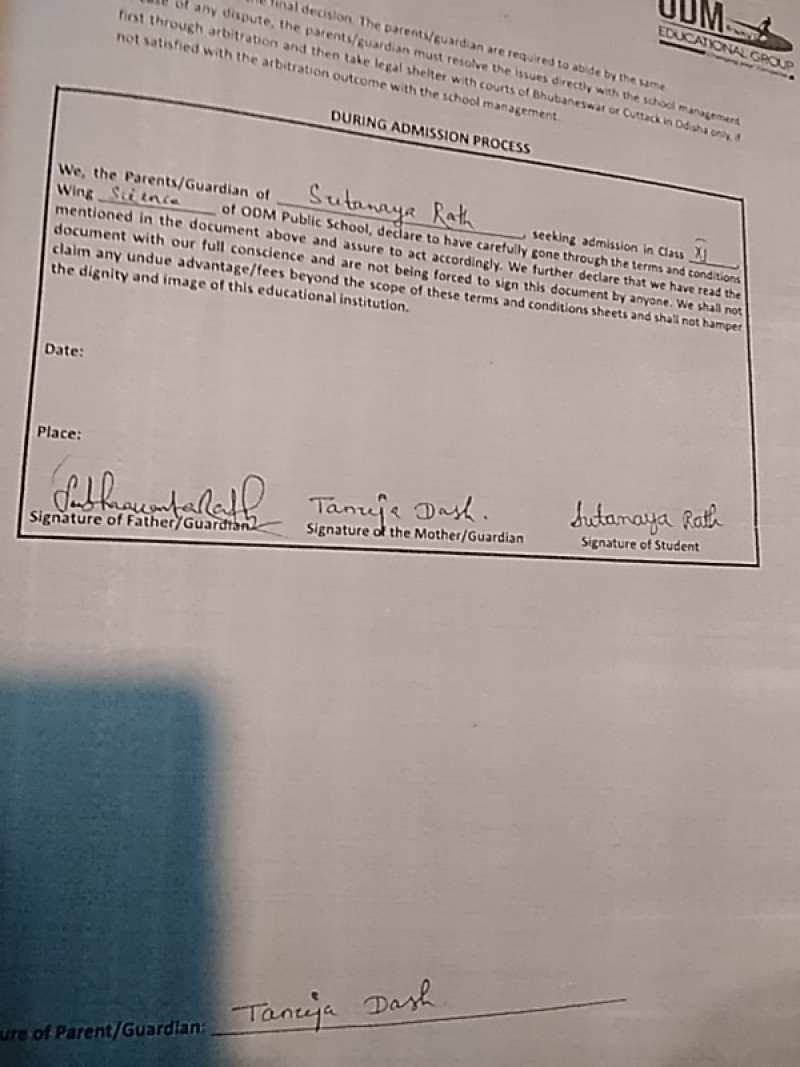 final decision. The parents/guardian are required to abide by the same.
of any dispute, the parents/guardian must resolve the issues directly with the school management
first through arbitration and then take legal shelter with courts of Bhubaneswar or Cuttack in Odisha only, if
not satisfied with the arbitration outcome with the school management.
ODM
EDUCATIONAL GROUP
DURING ADMISSION PROCESS
We, the Parents/Guardian of Sutanaya Rath, seeking admission in Class XI
Wing Science of ODM Public School, declare to have carefully gone through the terms and conditions
mentioned in the document above and assure to act accordingly. We further declare that we have read the
document with our full conscience and are not being forced to sign this document by anyone. We shall not
claim any undue advantage/fees beyond the scope of these terms and conditions sheets and shall not hamper
the dignity and image of this educational institution.
Date:
Place:
Tanuja Dash. Sutanaya Rath
Signature of Father/Guardian Signature of the Mother/Guardian Signature of Student
ure of Parent/Guardian: Tanuja Dash